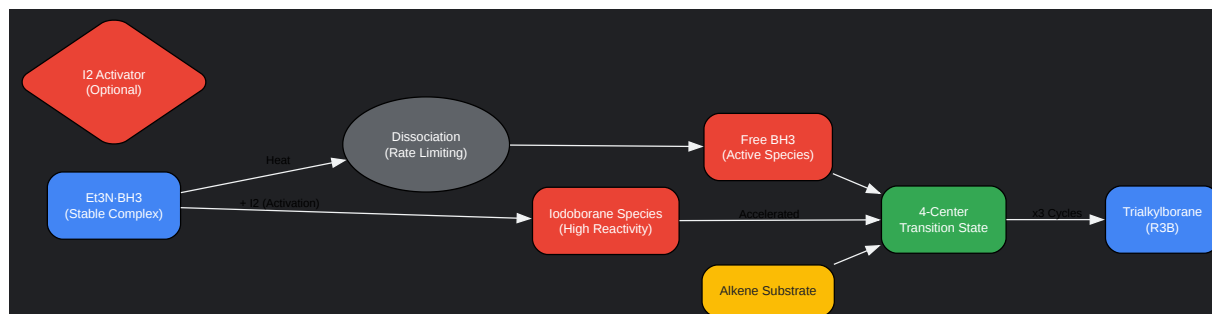 I2 Activator
(Optional)
Dissociation
(Rate Limiting)
Free BH3
(Active Species)
Heat
Et3N·BH3
(Stable Complex)
+ I2 (Activation)
Iodoborane Species
(High Reactivity)
Accelerated
4-Center
Transition State
x3 Cycles
Trialkylborane
(R3B)
Alkene Substrate